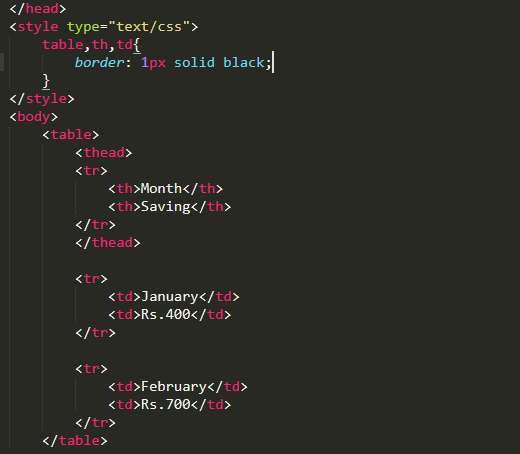 </head>
<style type="text/css">
    table,th,td{
        border: 1px solid black;
    }
</style>
<body>
    <table>
        <thead>
        <tr>
            <th>Month</th>
            <th>Saving</th>
        </tr>
        </thead>

        <tr>
            <td>January</td>
            <td>Rs.400</td>
        </tr>

        <tr>
            <td>February</td>
            <td>Rs.700</td>
        </tr>
    </table>